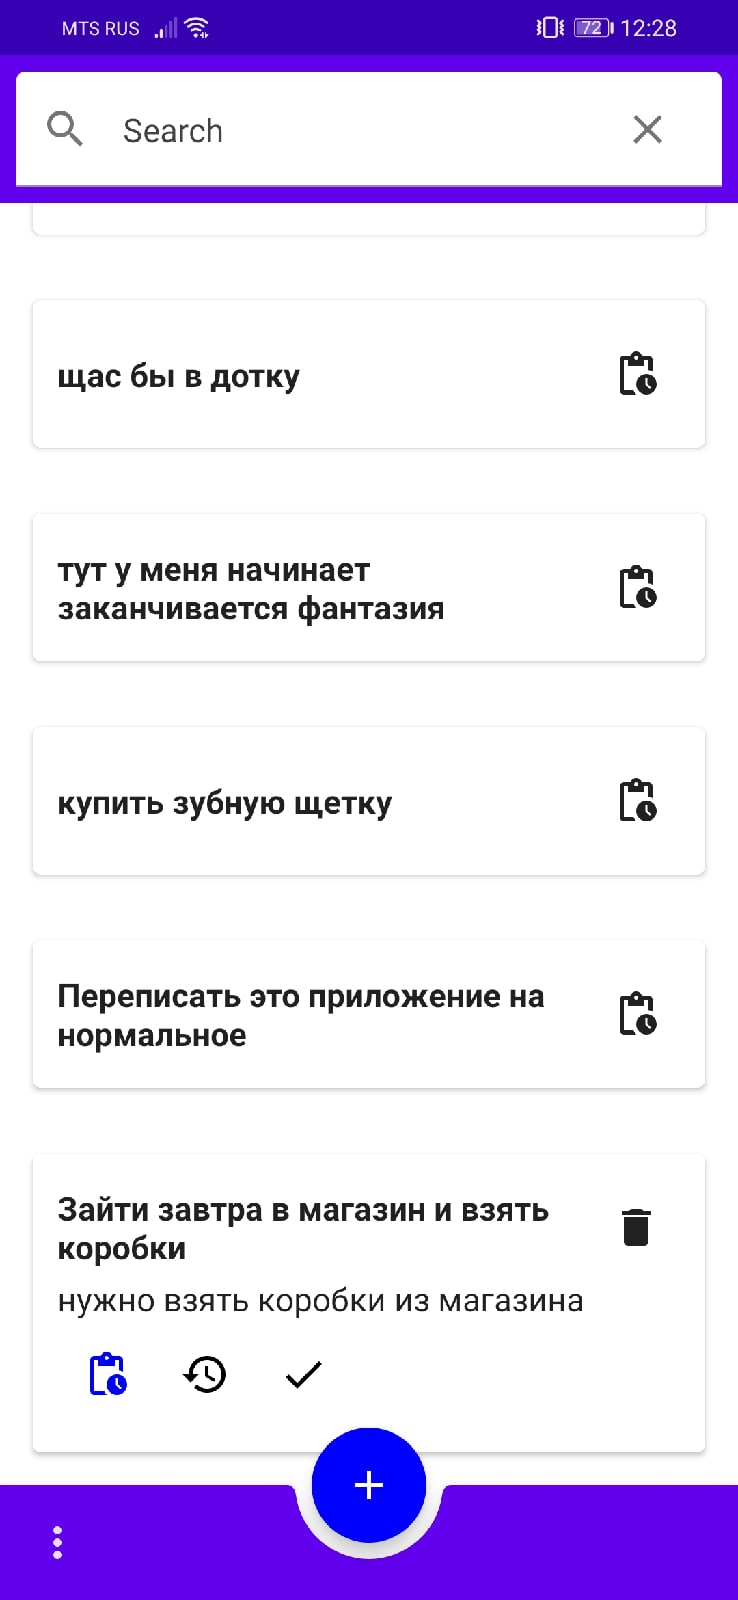 MTS RUS 72 12:28
Search
щас бы в дотку
тут у меня начинает
заканчивается фантазия
купить зубную щетку
Переписать это приложение на
нормальное
Зайти завтра в магазин и взять
коробки
нужно взять коробки из магазина